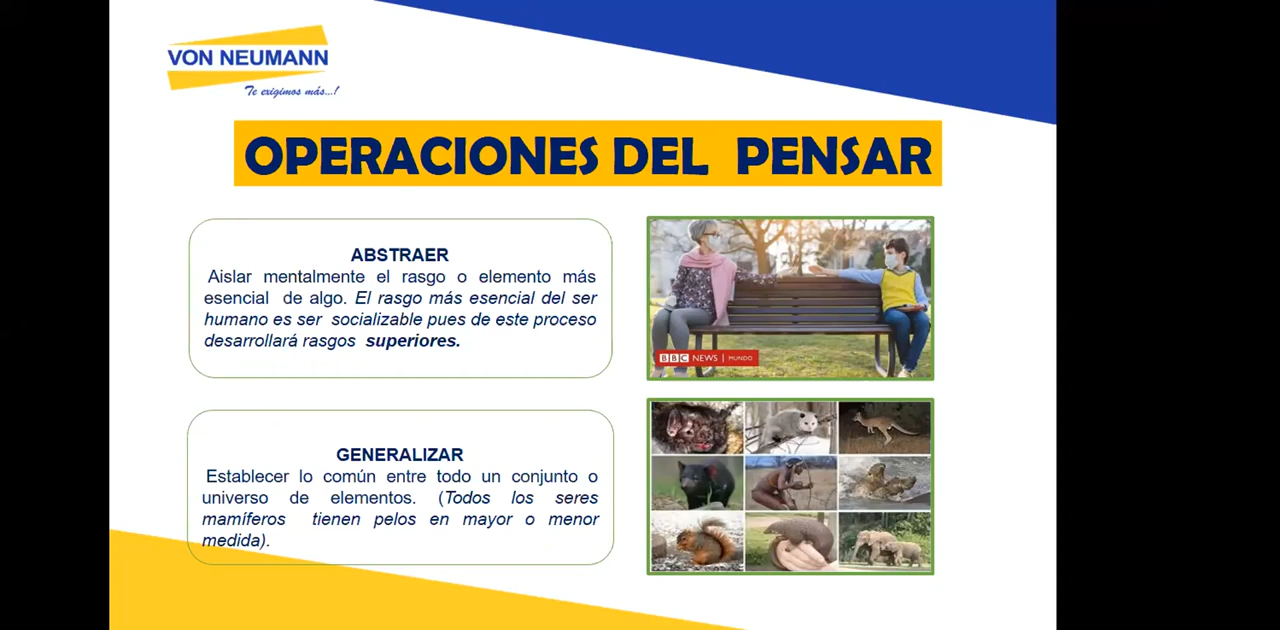 VON NEUMANN
Te exigimos más...!
OPERACIONES DEL PENSAR
ABSTRAER
Aislar mentalmente el rasgo o elemento más
esencial de algo. El rasgo más esencial del ser
humano es ser socializable pues de este proceso
desarrollará rasgos superiores.
BBC NEWS | MUNDO
GENERALIZAR
Establecer lo común entre todo un conjunto o
universo de elementos. (Todos los seres
mamíferos tienen pelos en mayor o menor
medida).